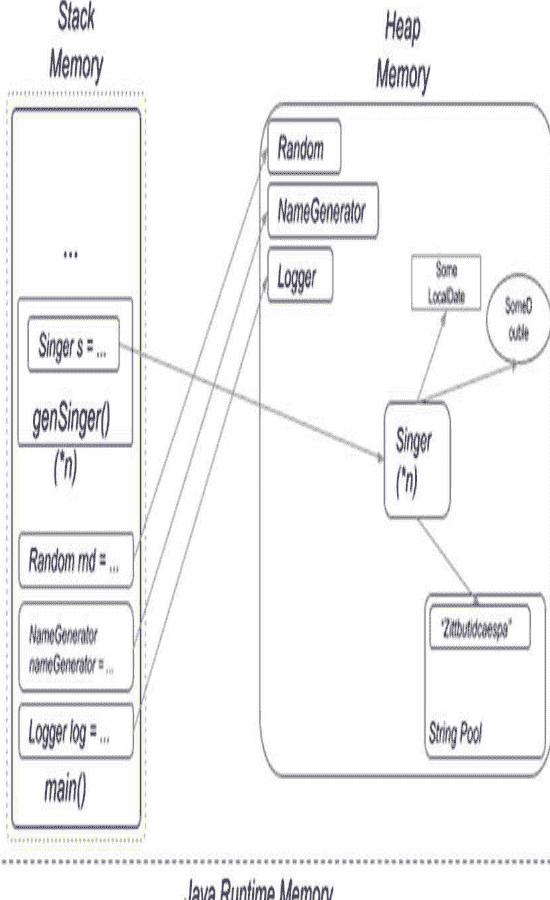 Stack
Memory
Heap
Memory
...
Singer s = ...
genSinger()
(*n)
Random rnd = ...
NameGenerator
nameGenerator = ...
Logger log = ...
main()
Random
NameGenerator
Logger
Some
LocalDate
SomeD
ouble
Singer
(*n)
"Zittbutidcaespa"
String Pool
Java Runtime Memory